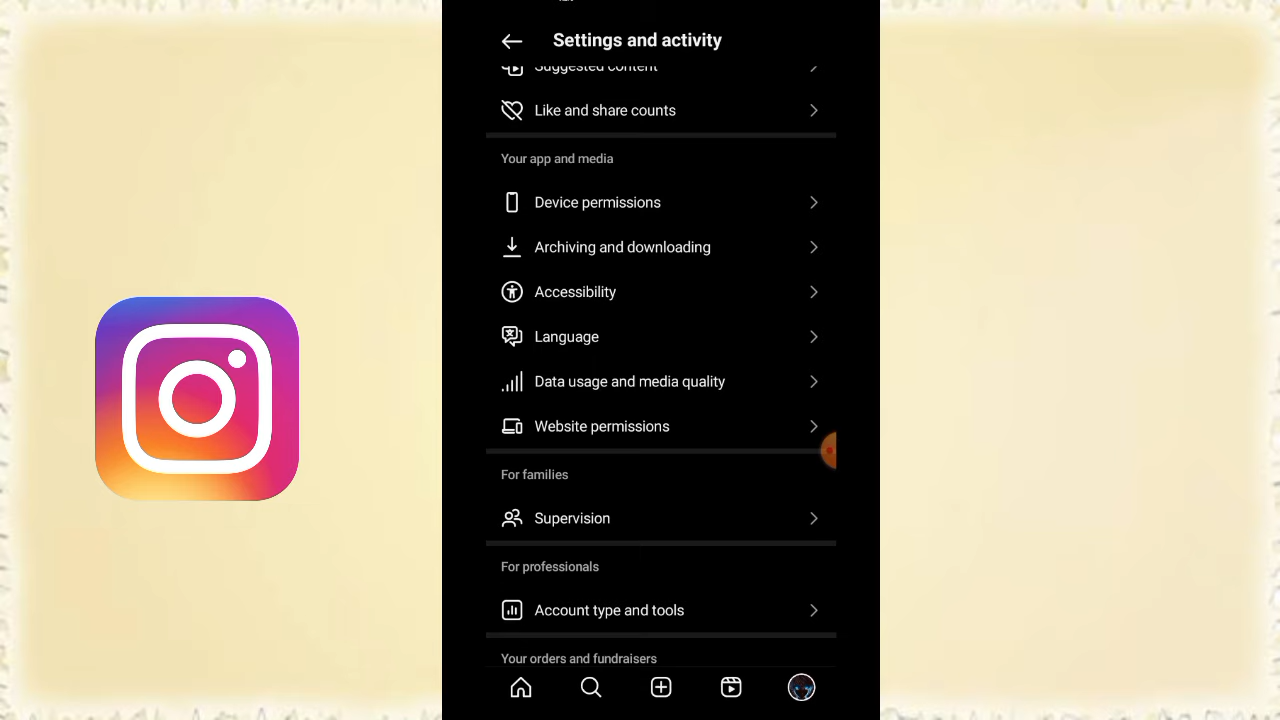 Settings and activity
Suggested content
Like and share counts
Your app and media
Device permissions
Archiving and downloading
Accessibility
Language
Data usage and media quality
Website permissions
For families
Supervision
For professionals
Account type and tools
Your orders and fundraisers